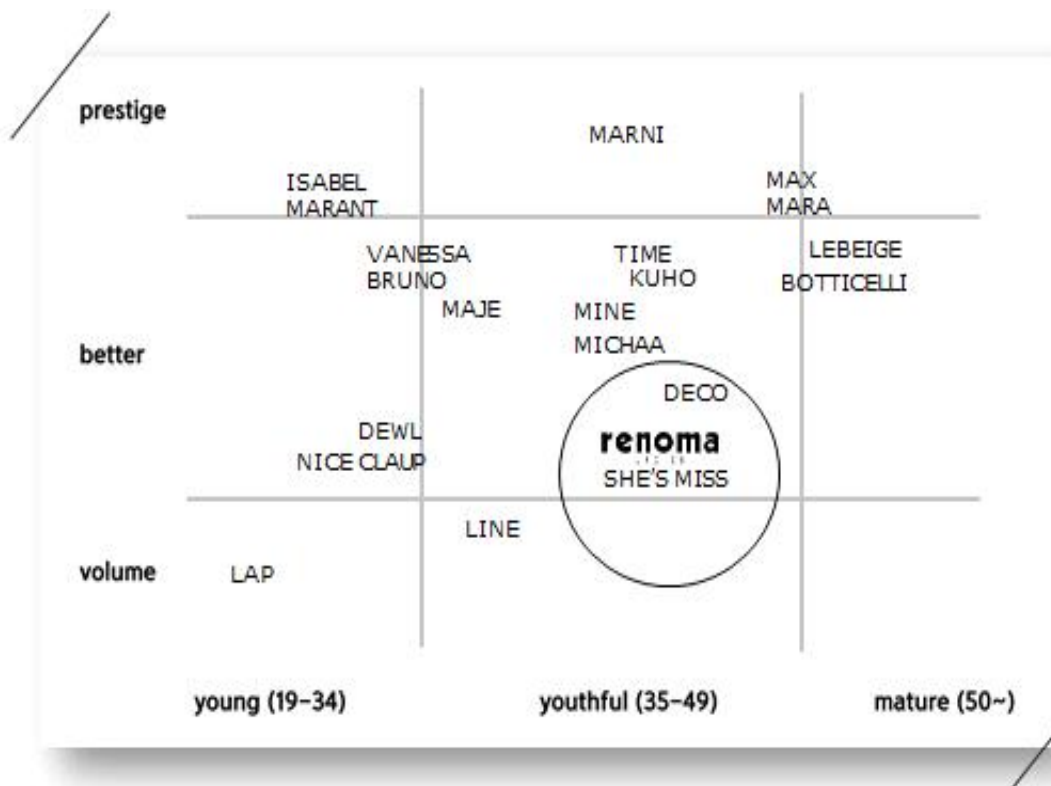 prestige
MARNI
ISABEL
MARANT
MAX
MARA
VANESSA
BRUNO
TIME
KUHO
LEBEIGE
BOTTICELLI
MAJE
MINE
MICHAA
better
DECO
DEWL
NICE CLAUP
renoma
SHE'S MISS
LINE
volume
LAP
young (19-34)
youthful (35-49)
mature (50~)